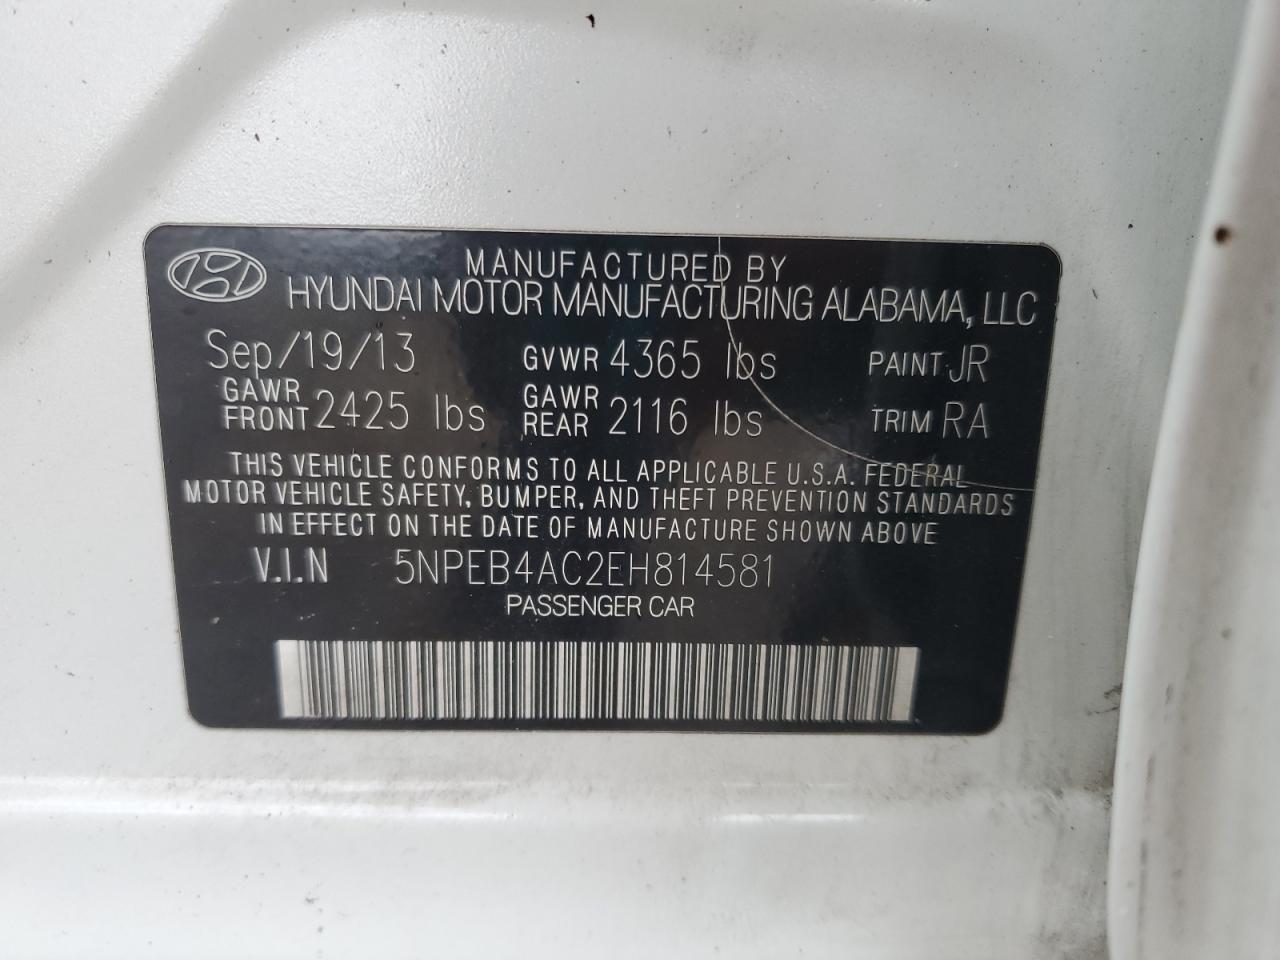 MANUFACTURED BY
HYUNDAI MOTOR MANUFACTURING ALABAMA, LLC
Sep/19/13 GVWR 4365 lbs PAINT JR
GAWR FRONT 2425 lbs GAWR REAR 2116 lbs TRIM RA
THIS VEHICLE CONFORMS TO ALL APPLICABLE U.S.A. FEDERAL
MOTOR VEHICLE SAFETY, BUMPER, AND THEFT PREVENTION STANDARDS
IN EFFECT ON THE DATE OF MANUFACTURE SHOWN ABOVE
V.I.N 5NPEB4AC2EH814581
PASSENGER CAR